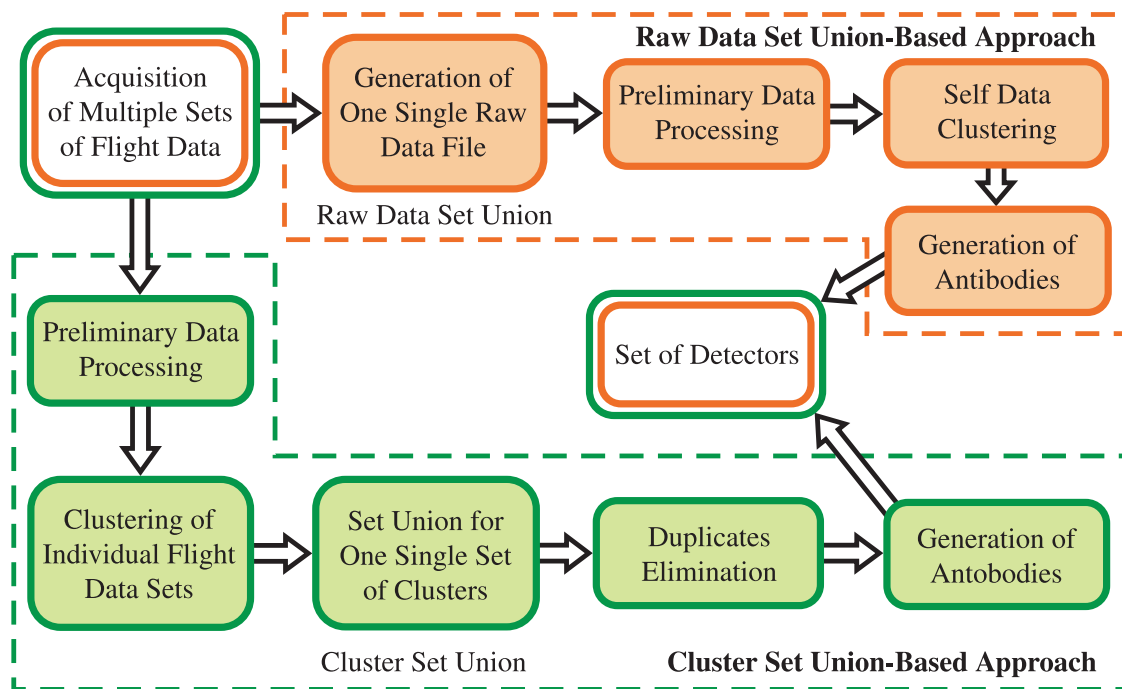 Raw Data Set Union-Based Approach
Acquisition
of Multiple Sets
of Flight Data
Generation of
One Single Raw
Data File
Preliminary Data
Processing
Self Data
Clustering
Raw Data Set Union
Generation of
Antibodies
Preliminary Data
Processing
Set of Detectors
Clustering of
Individual Flight
Data Sets
Set Union for
One Single Set
of Clusters
Duplicates
Elimination
Generation of
Antobodies
Cluster Set Union
Cluster Set Union-Based Approach